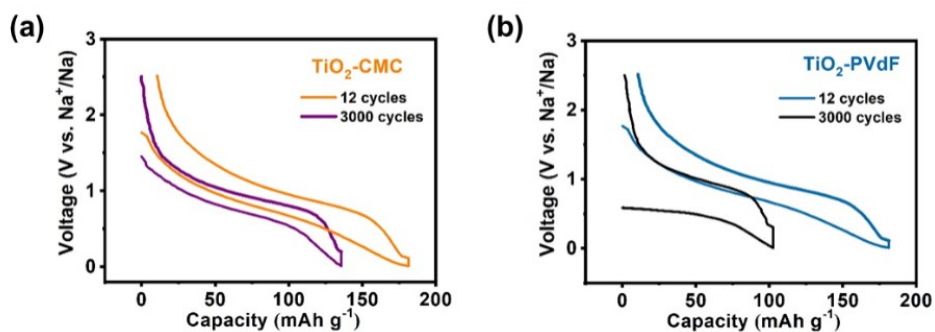 (a)
Voltage (V vs. Na⁺/Na)
3
2
1
0
TiO₂-CMC
12 cycles
3000 cycles
0 50 100 150 200
Capacity (mAh g⁻¹)
(b)
Voltage (V vs. Na⁺/Na)
3
2
1
0
TiO₂-PVdF
12 cycles
3000 cycles
0 50 100 150 200
Capacity (mAh g⁻¹)